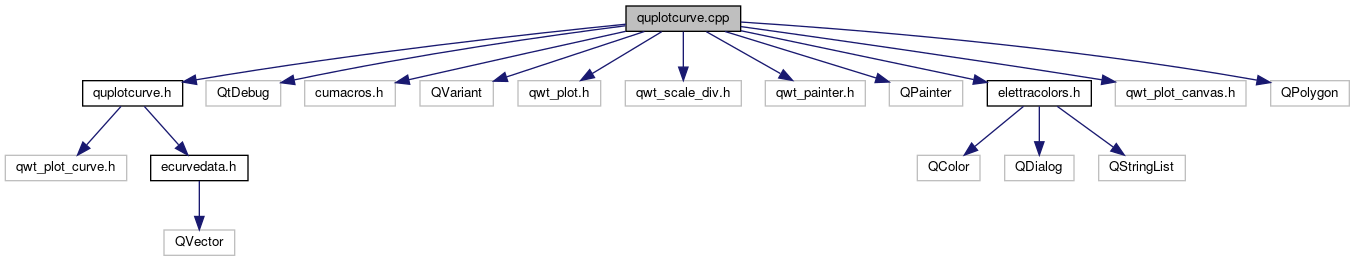 quplotcurve.cpp
quplotcurve.h
QtDebug
cumacros.h
QVariant
qwt_plot.h
qwt_scale_div.h
qwt_painter.h
QPainter
elettracolors.h
qwt_plot_canvas.h
QPolygon
qwt_plot_curve.h
ecurvedata.h
QColor
QDialog
QStringList
QVector